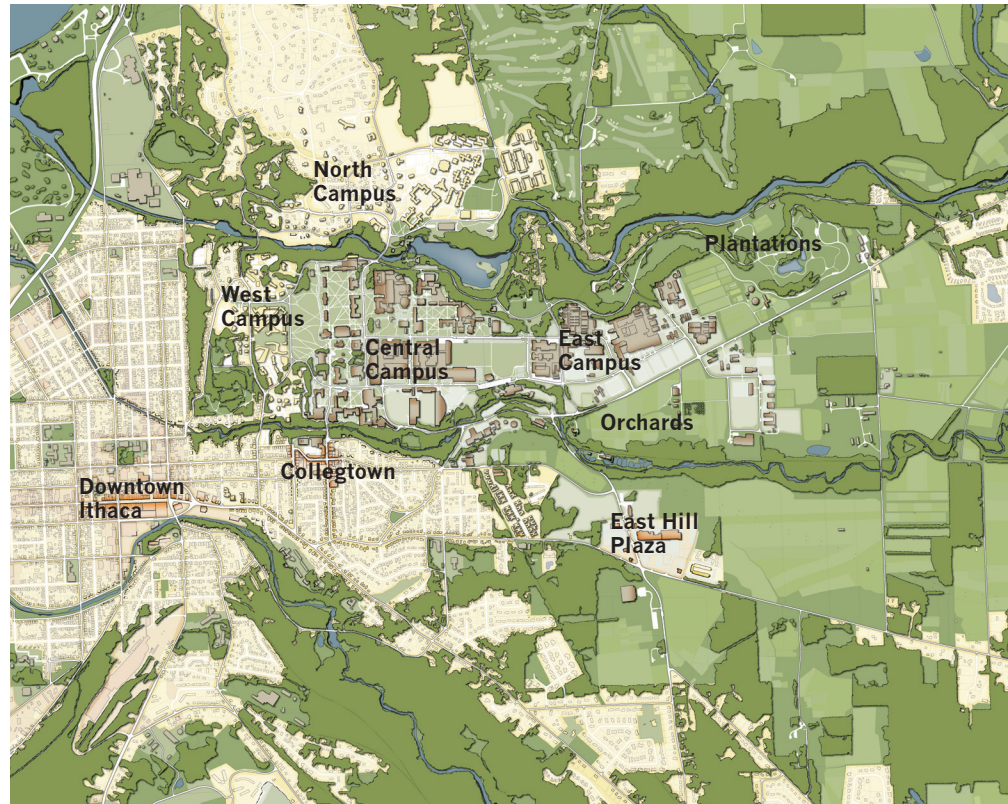 North
Campus
Plantations
West
Campus
Central
Campus
East
Campus
Orchards
Collegtown
Downtown
Ithaca
East Hill
Plaza